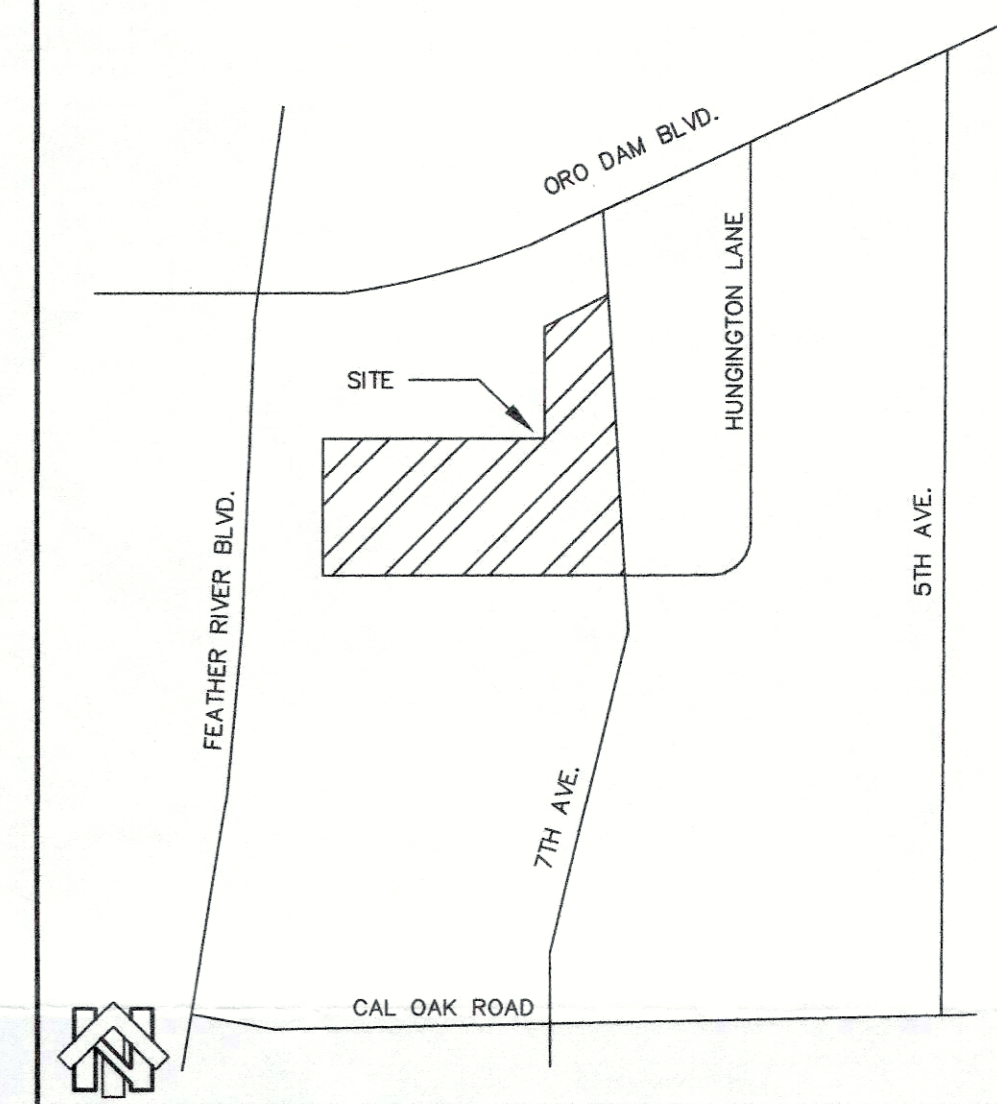 ORO DAM BLVD.
HUNGINGTON LANE
SITE
5TH AVE.
FEATHER RIVER BLVD.
7TH AVE.
CAL OAK ROAD
N